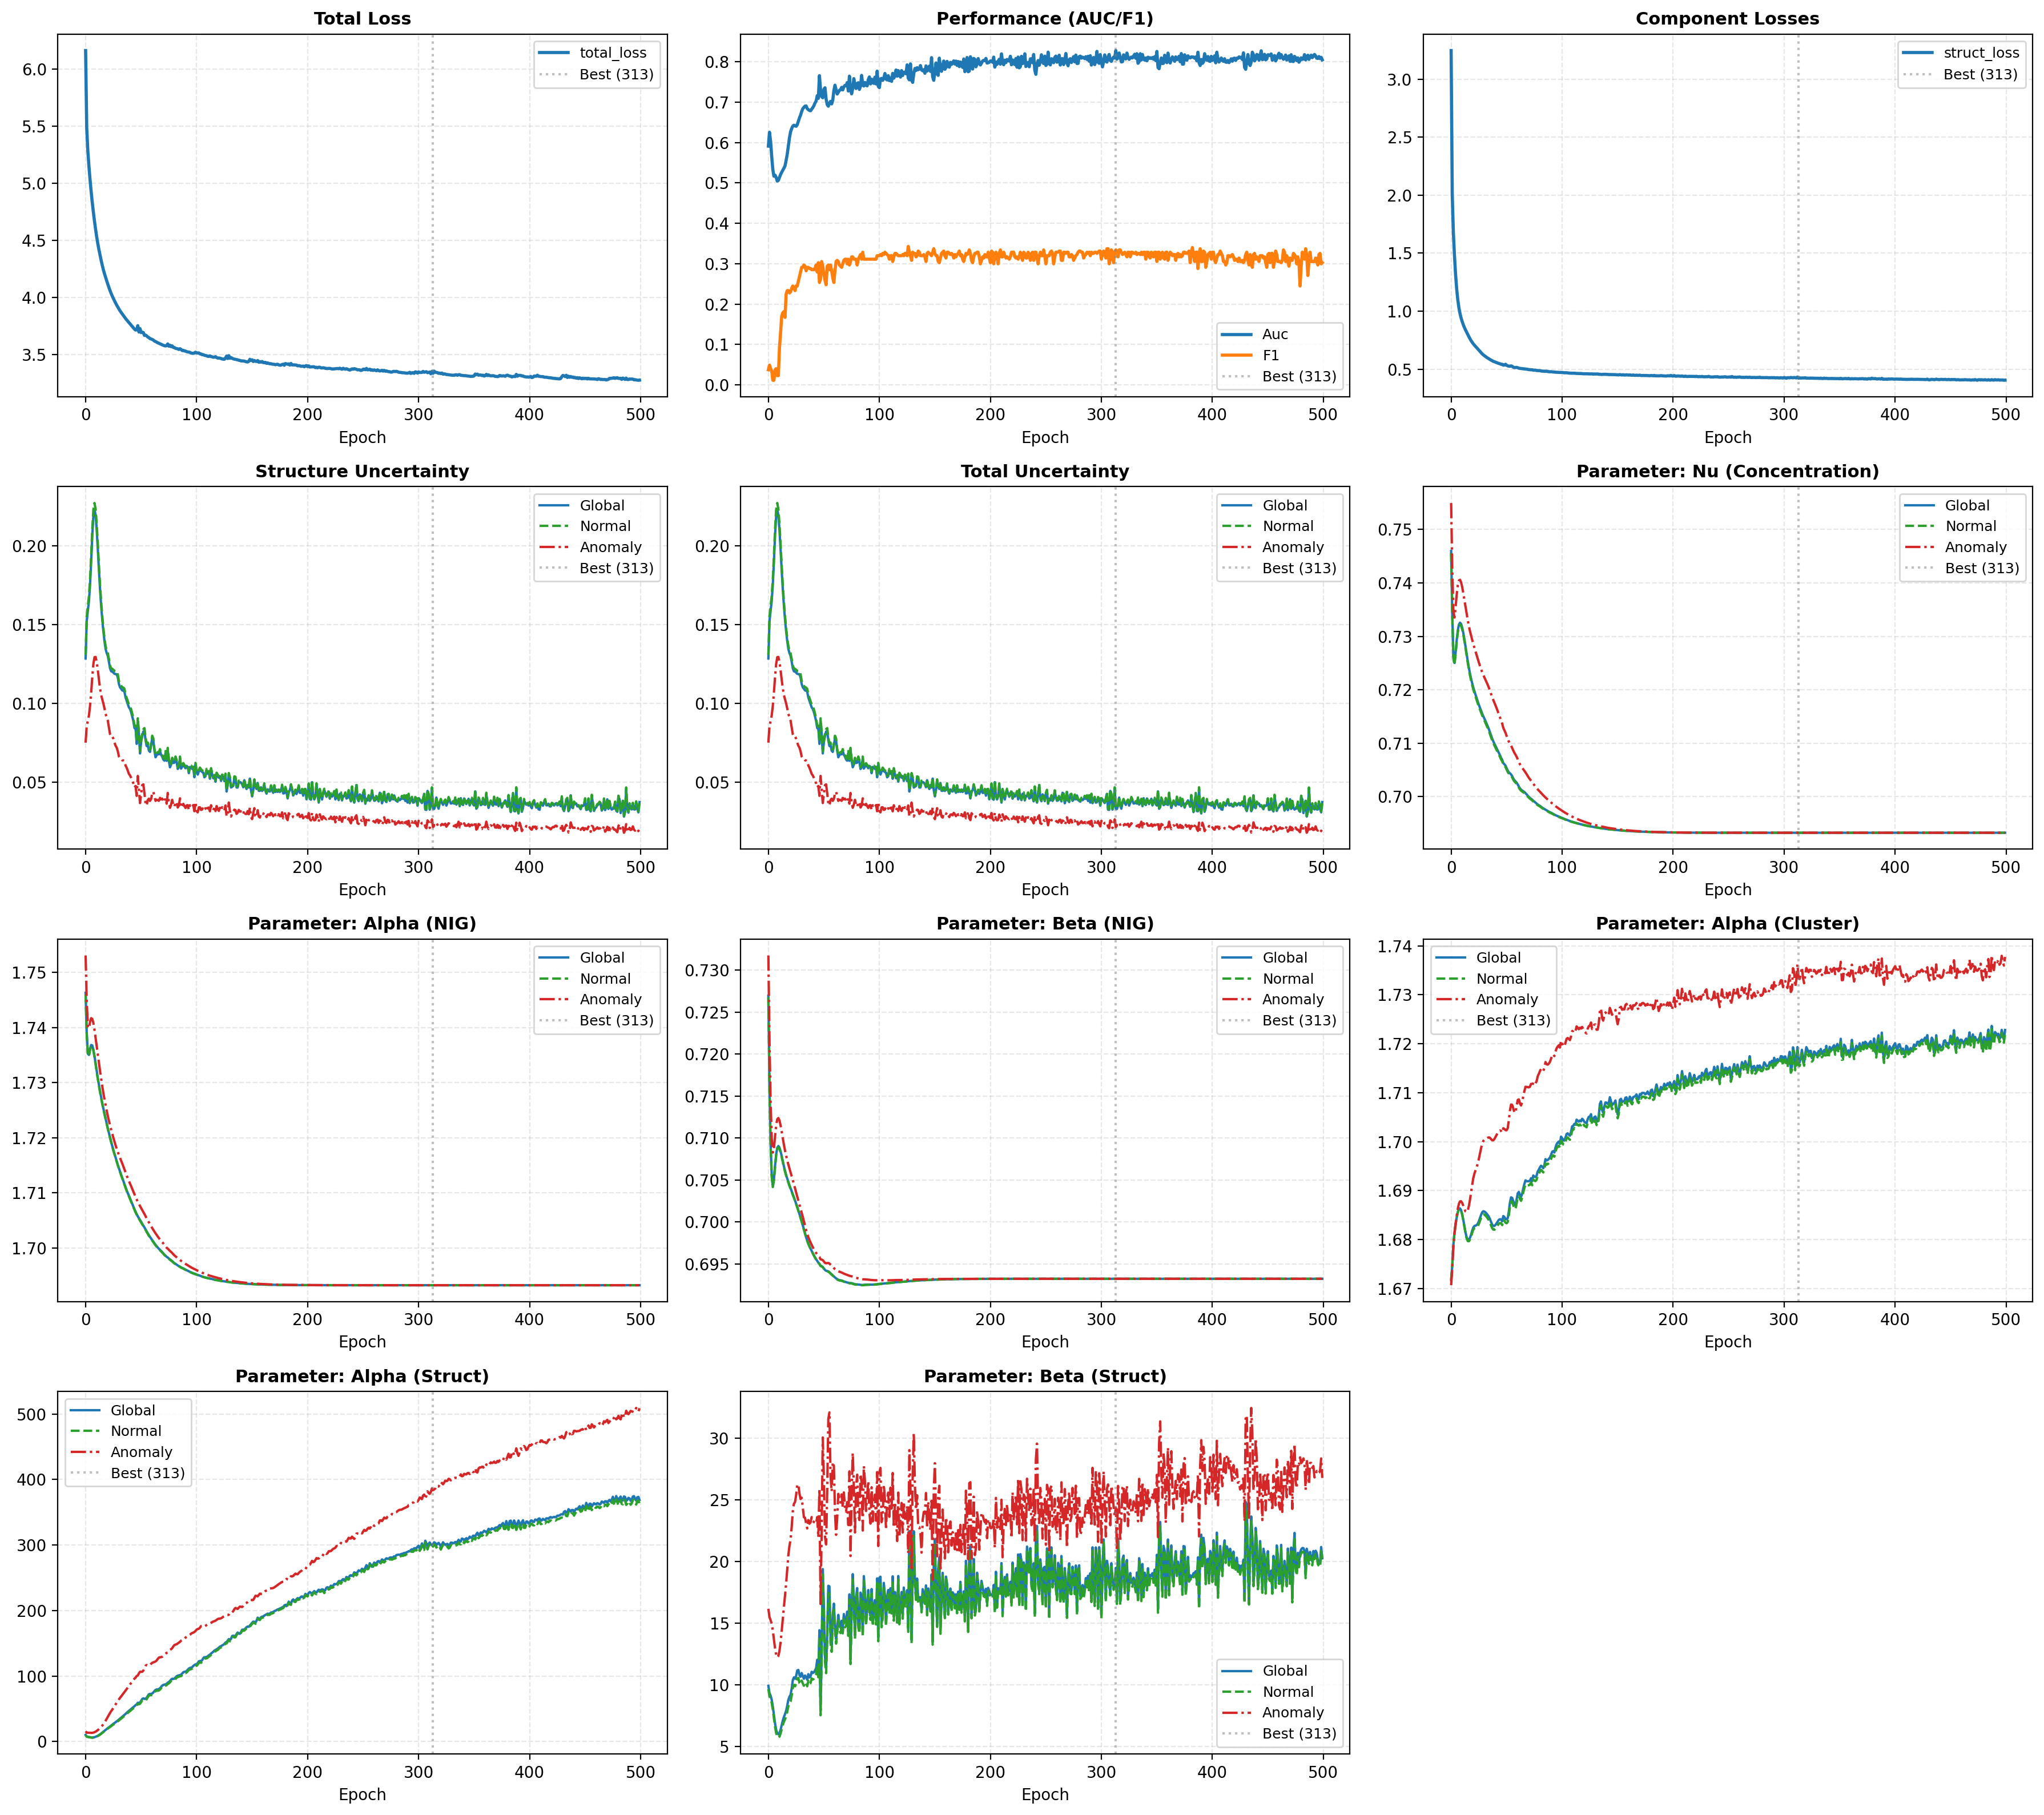 Total Loss
6.0
5.5
5.0
4.5
4.0
3.5
total_loss
Best (313)
0 100 200 300 400 500
Epoch
Performance (AUC/F1)
0.8
0.7
0.6
0.5
0.4
0.3
0.2
0.1
0.0
Auc
F1
Best (313)
0 100 200 300 400 500
Epoch
Component Losses
3.0
2.5
2.0
1.5
1.0
0.5
struct_loss
Best (313)
0 100 200 300 400 500
Epoch
Structure Uncertainty
0.20
0.15
0.10
0.05
Global
Normal
Anomaly
Best (313)
0 100 200 300 400 500
Epoch
Total Uncertainty
0.20
0.15
0.10
0.05
Global
Normal
Anomaly
Best (313)
0 100 200 300 400 500
Epoch
Parameter: Nu (Concentration)
0.75
0.74
0.73
0.72
0.71
0.70
Global
Normal
Anomaly
Best (313)
0 100 200 300 400 500
Epoch
Parameter: Alpha (NIG)
1.75
1.74
1.73
1.72
1.71
1.70
Global
Normal
Anomaly
Best (313)
0 100 200 300 400 500
Epoch
Parameter: Beta (NIG)
0.730
0.725
0.720
0.715
0.710
0.705
0.700
0.695
Global
Normal
Anomaly
Best (313)
0 100 200 300 400 500
Epoch
Parameter: Alpha (Cluster)
1.74
1.73
1.72
1.71
1.70
1.69
1.68
1.67
Global
Normal
Anomaly
Best (313)
0 100 200 300 400 500
Epoch
Parameter: Alpha (Struct)
500
400
300
200
100
0
Global
Normal
Anomaly
Best (313)
0 100 200 300 400 500
Epoch
Parameter: Beta (Struct)
30
25
20
15
10
5
Global
Normal
Anomaly
Best (313)
0 100 200 300 400 500
Epoch